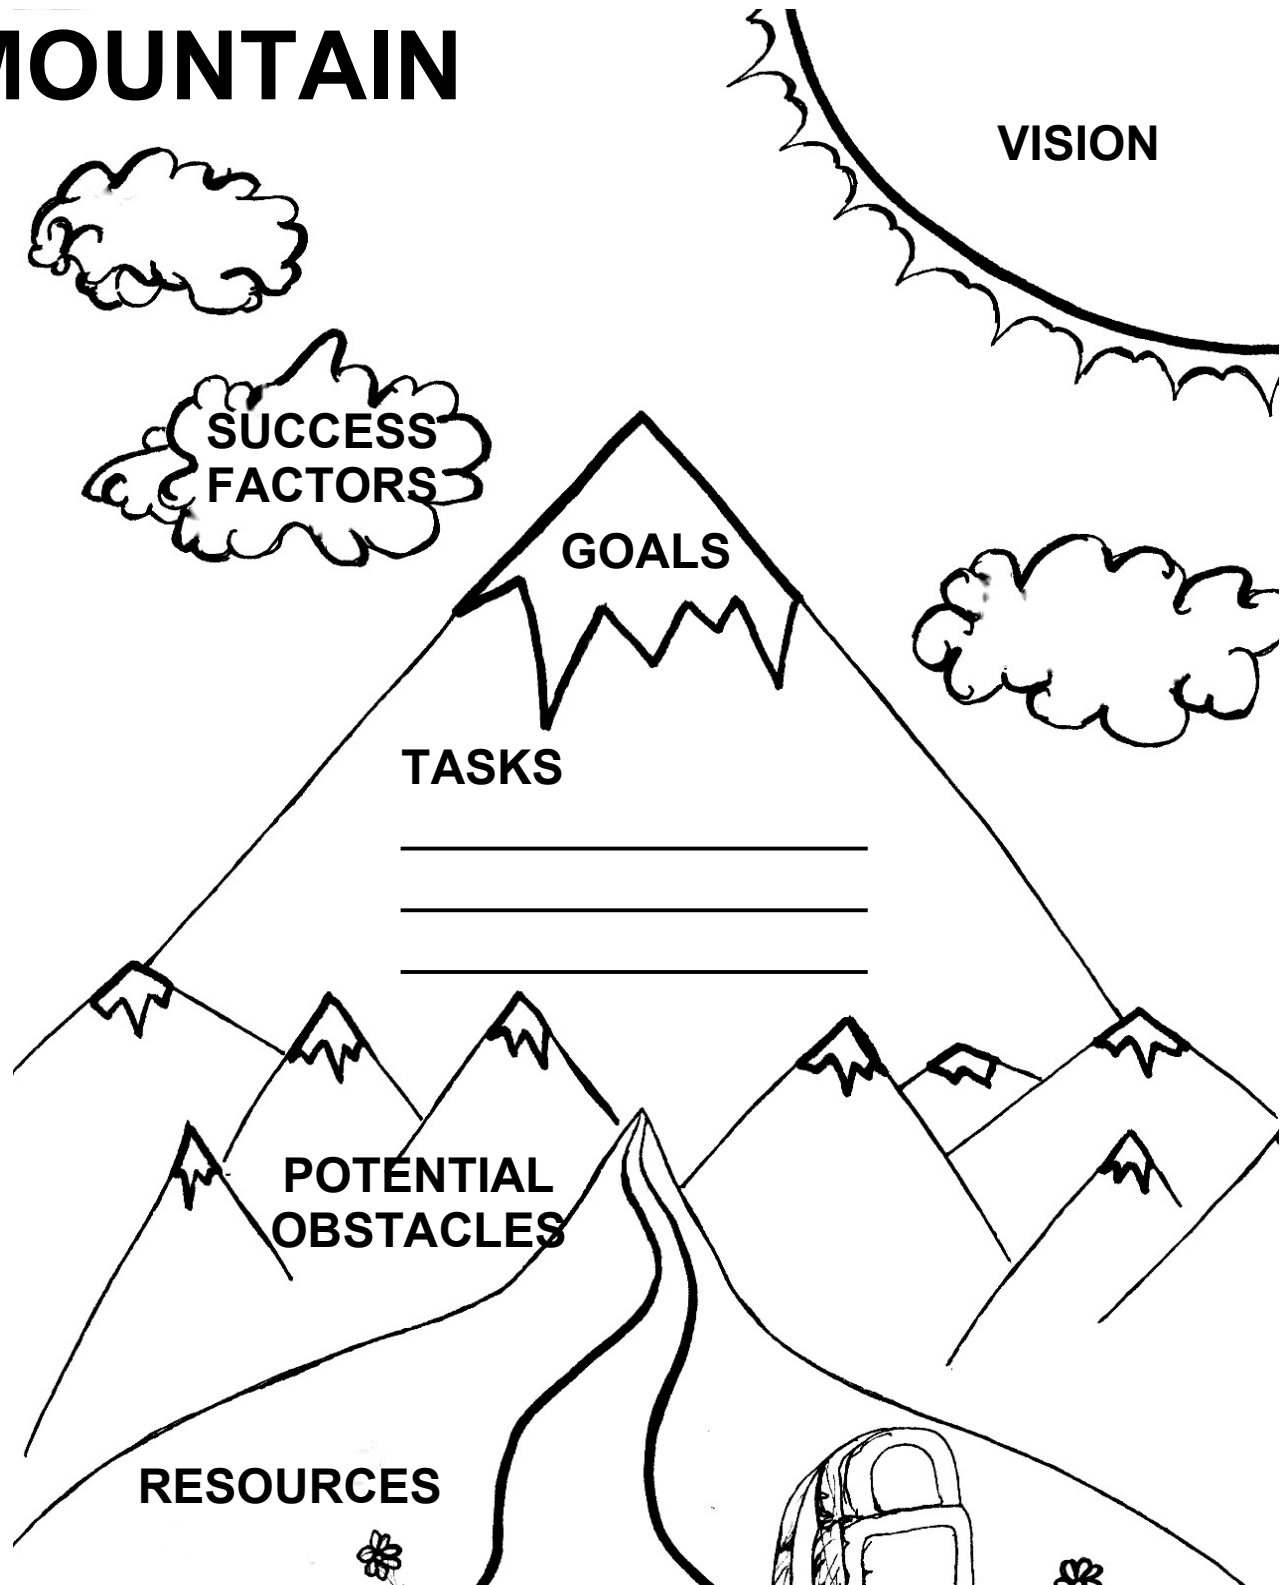 MOUNTAIN
VISION
SUCCESS
FACTORS
GOALS
TASKS
POTENTIAL
OBSTACLES
RESOURCES